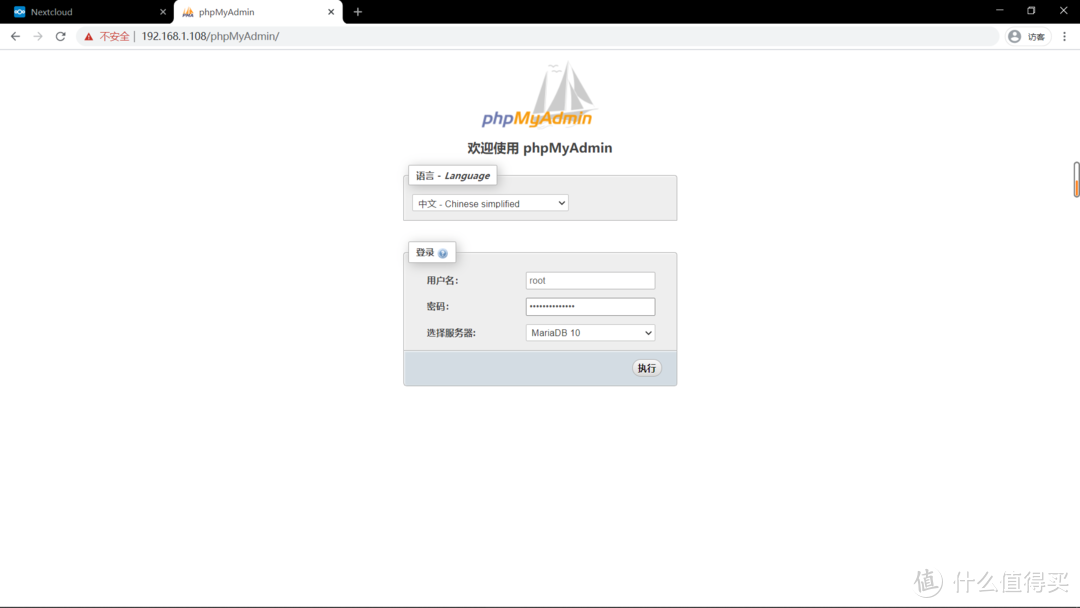 Nextcloud
phpMyAdmin
不安全 | 192.168.1.108/phpMyAdmin/
访客
phpMyAdmin
欢迎使用 phpMyAdmin
语言 - Language
中文 - Chinese simplified
登录
用户名:
root
密码:
••••••••••••••
选择服务器:
MariaDB 10
执行
值 什么值得买